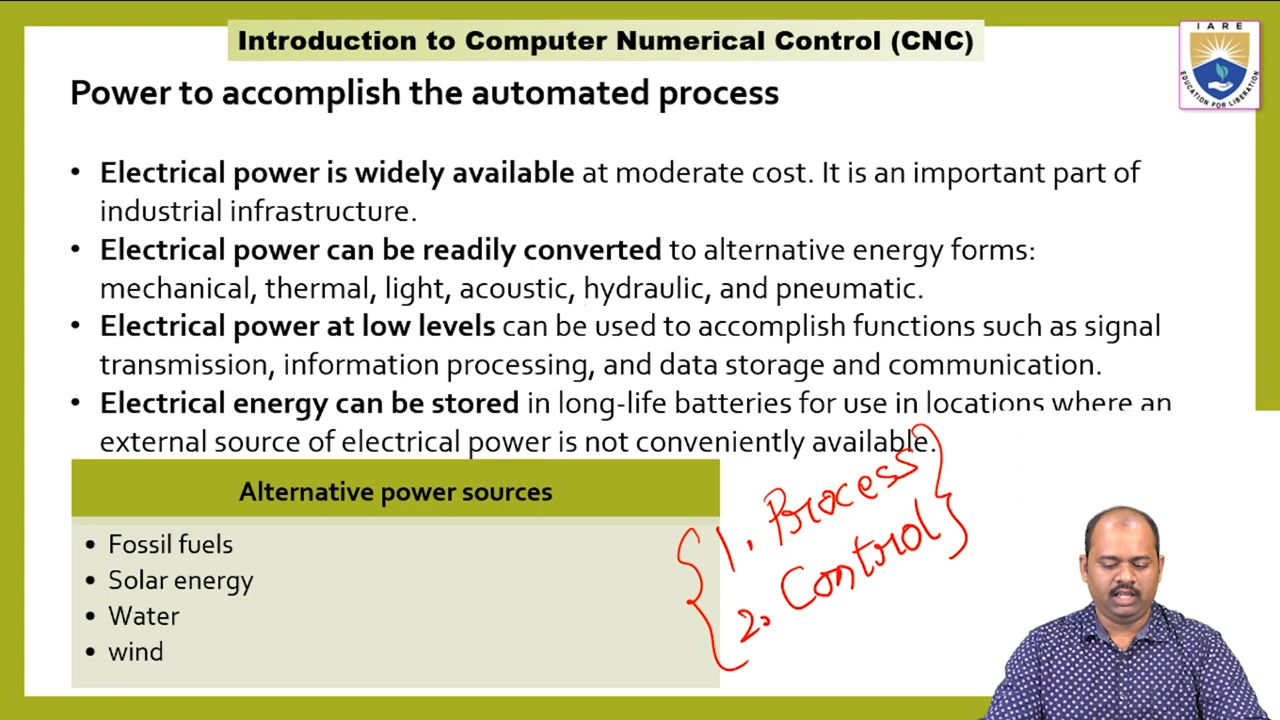 Introduction to Computer Numerical Control (CNC)
IARE
EDUCATION FOR LIBERATION
Power to accomplish the automated process
• Electrical power is widely available at moderate cost. It is an important part of
industrial infrastructure.
• Electrical power can be readily converted to alternative energy forms:
mechanical, thermal, light, acoustic, hydraulic, and pneumatic.
• Electrical power at low levels can be used to accomplish functions such as signal
transmission, information processing, and data storage and communication.
• Electrical energy can be stored in long-life batteries for use in locations where an
external source of electrical power is not conveniently available.
Alternative power sources
• Fossil fuels
• Solar energy
• Water
• wind
1. Process
2. Control